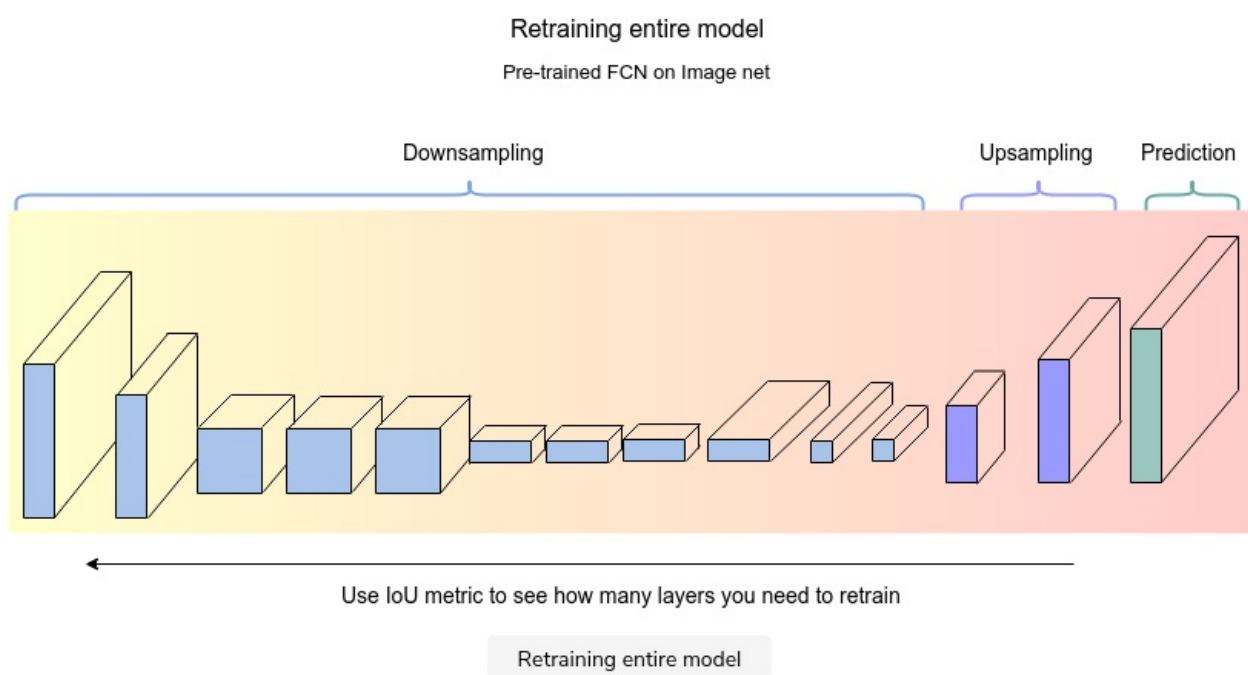 Retraining entire model
Pre-trained FCN on Image net
Downsampling
Upsampling
Prediction
Use IoU metric to see how many layers you need to retrain
Retraining entire model